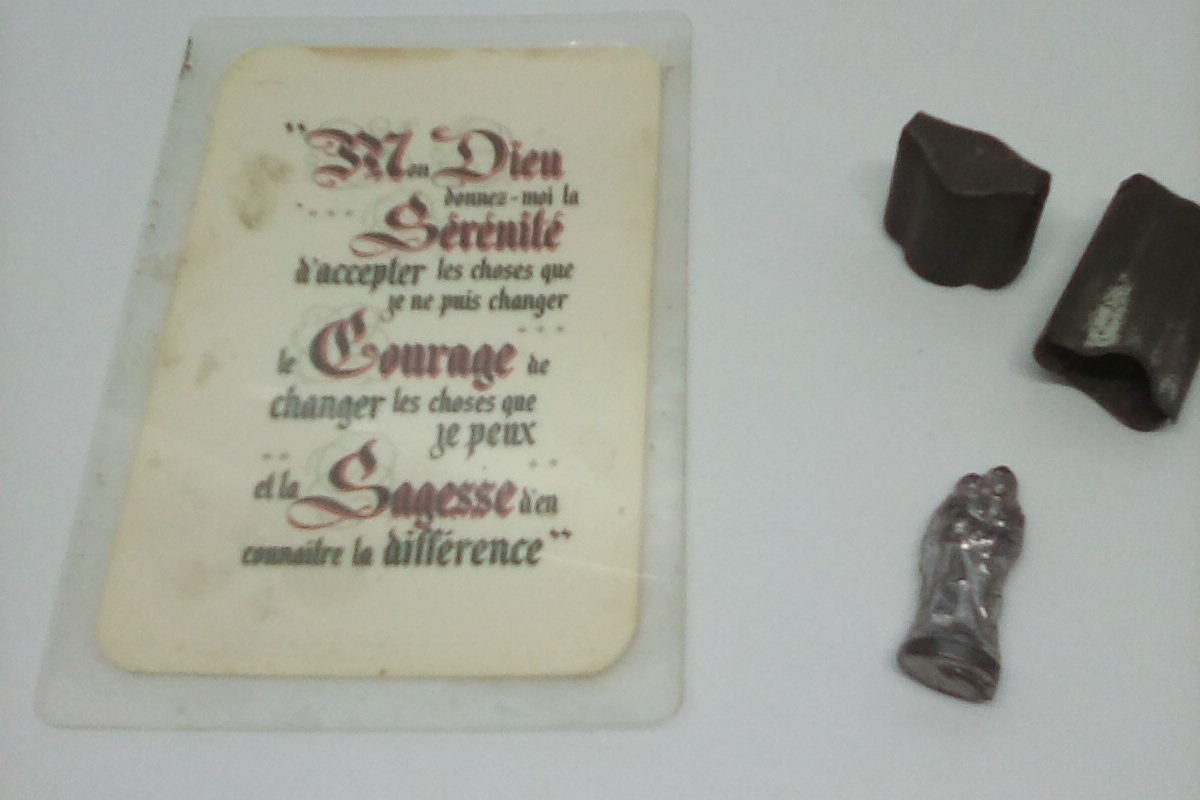 "Mon Dieu
donnez-moi la
Sérénité
d'accepter les choses que
je ne puis changer
le Courage de
changer les choses que
je peux
et la Sagesse d'en
connaître la différence"